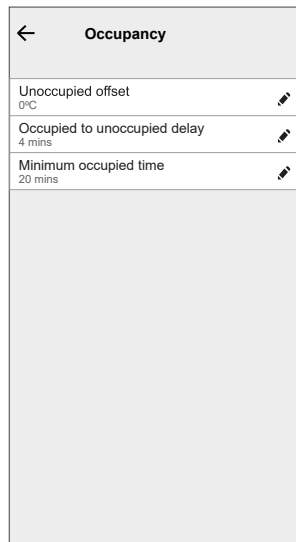 Occupancy
Unoccupied offset
0ºC
Occupied to unoccupied delay
4 mins
Minimum occupied time
20 mins